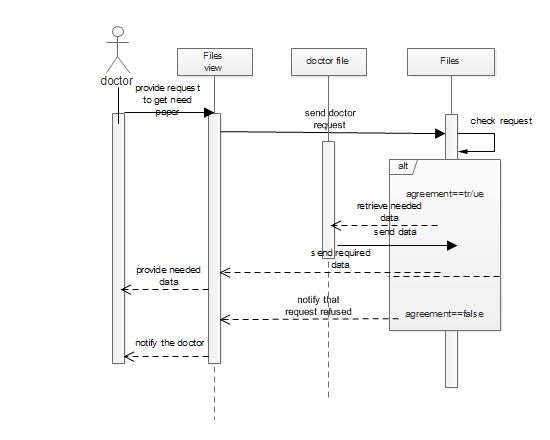 Files
view
doctor file
Files
doctor
provide request
to get need
paper
send doctor
request
check request
alt
agreement==tr/ue
retrieve needed
data
send data
send required
data
provide needed
data
notify that
request refused
agreement==false
notify the doctor